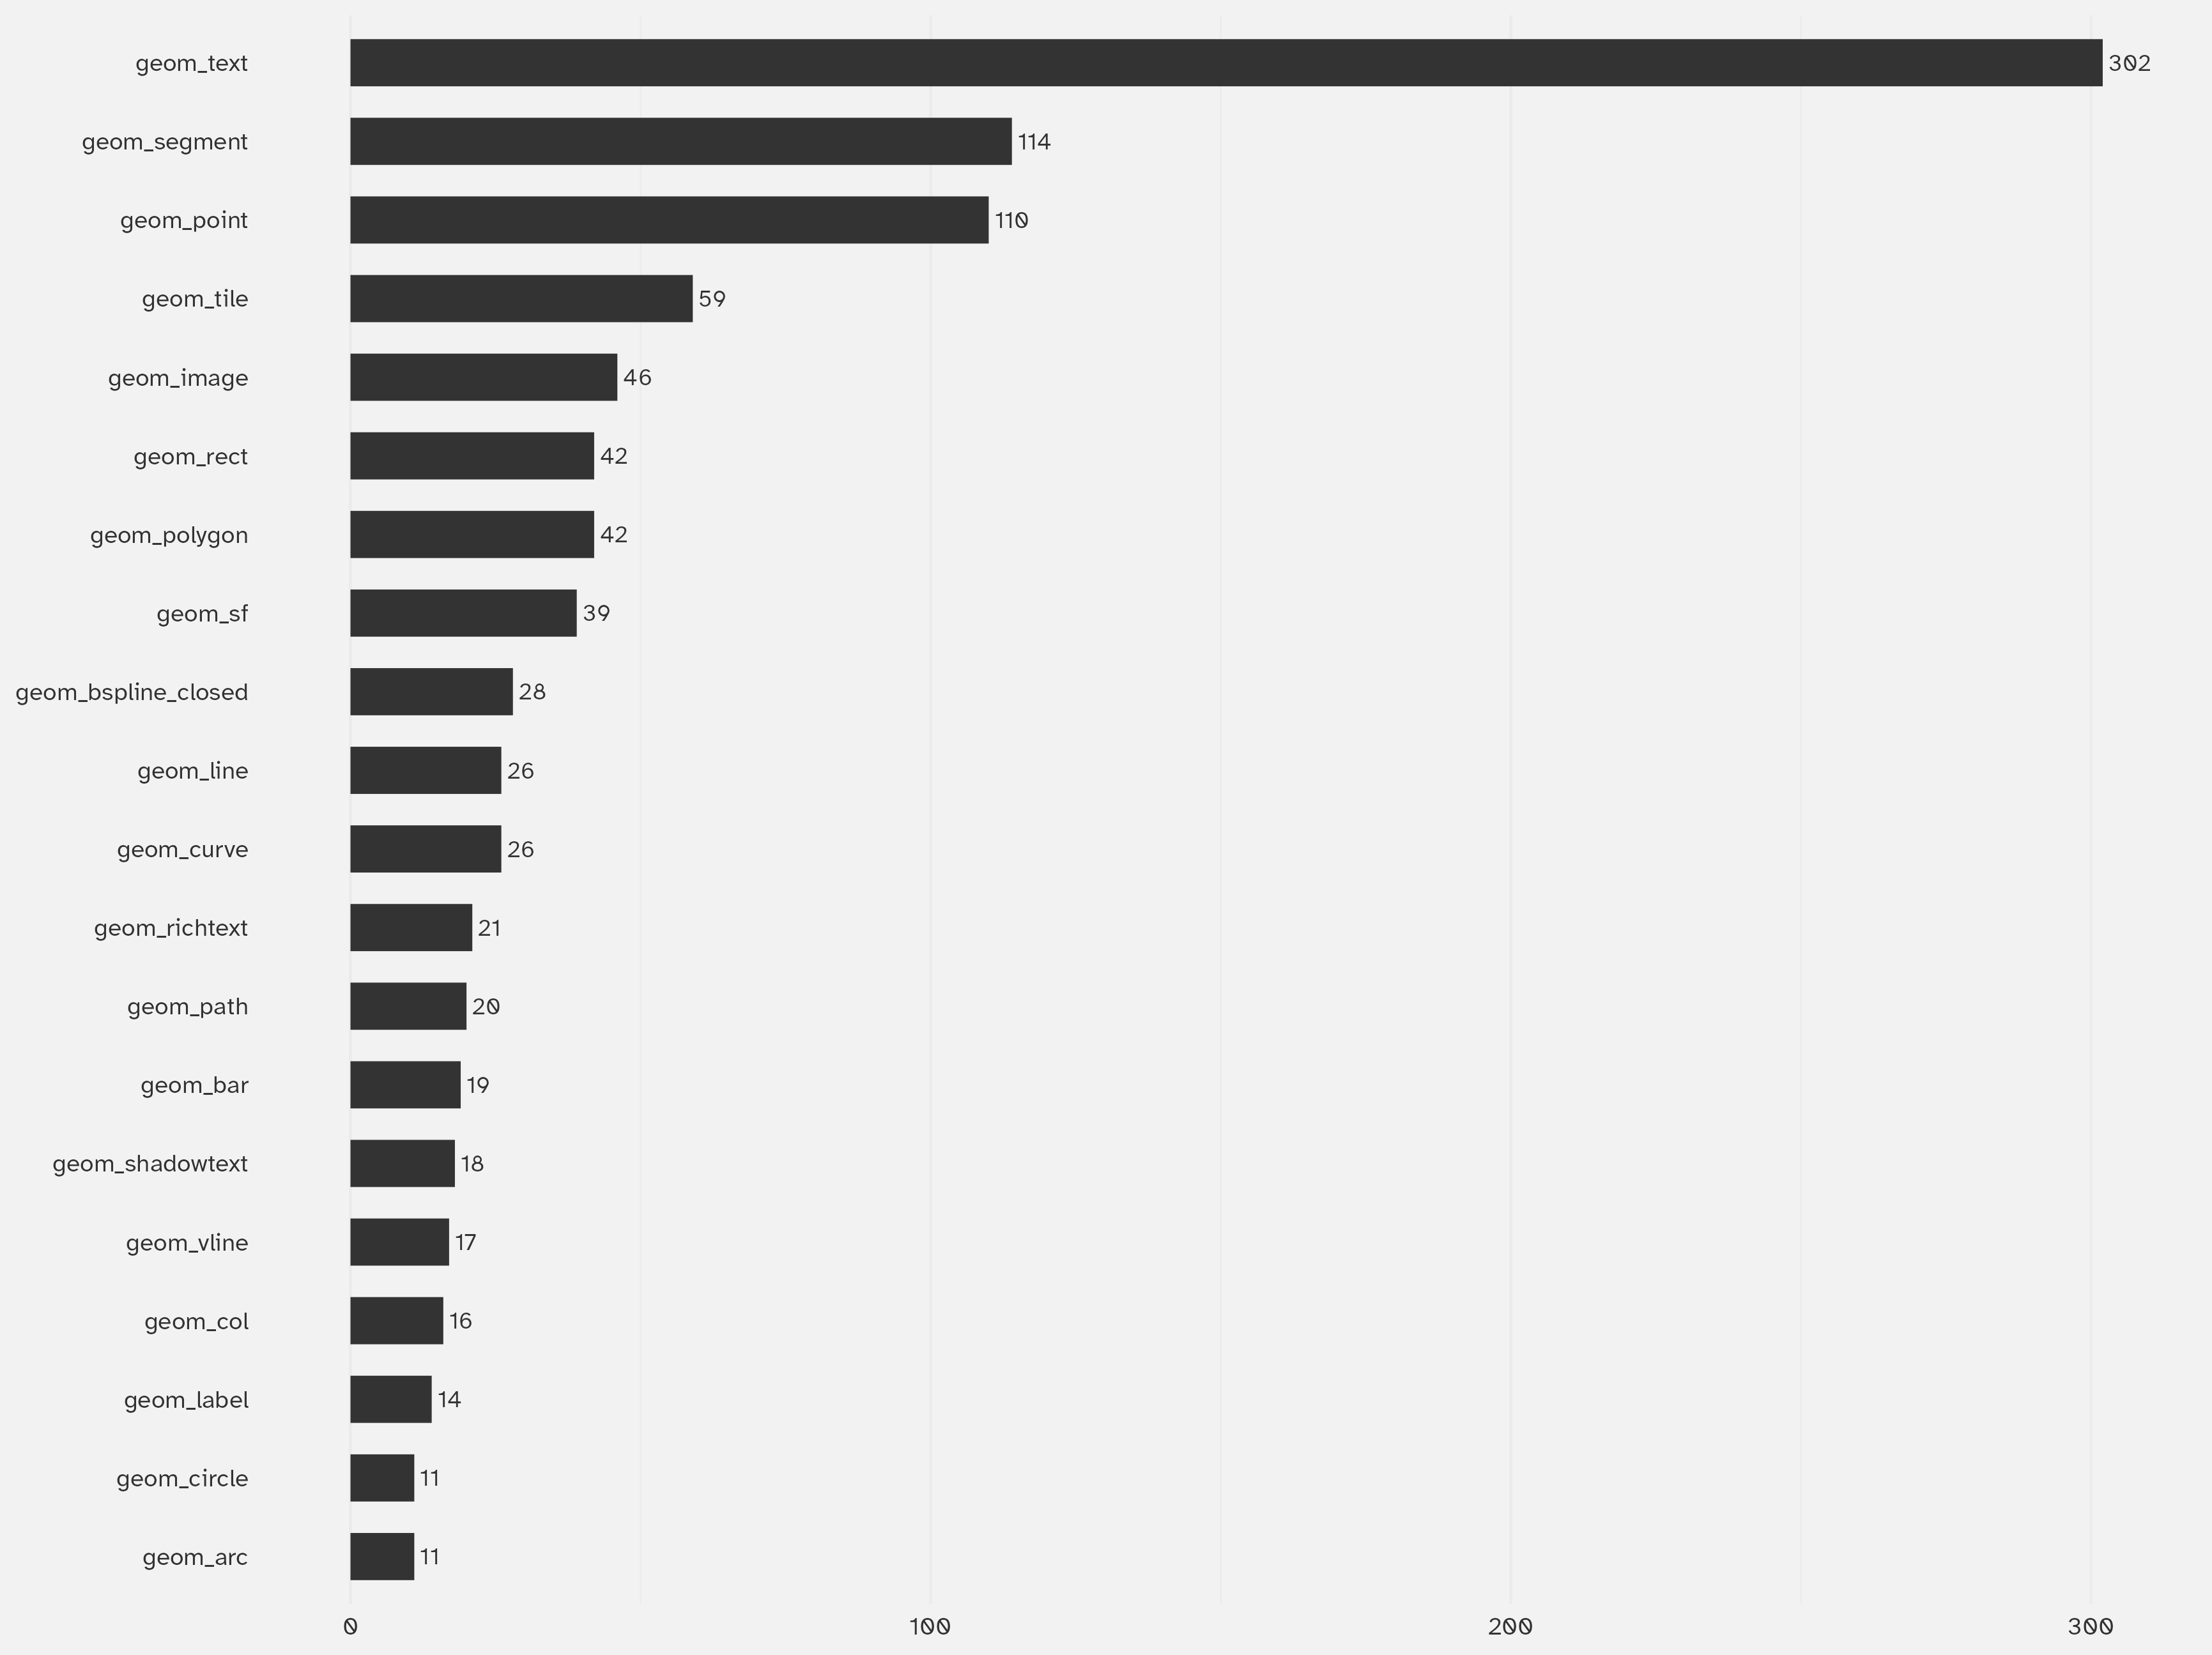 geom_text 302
geom_segment 114
geom_point 110
geom_tile 59
geom_image 46
geom_rect 42
geom_polygon 42
geom_sf 39
geom_bspline_closed 28
geom_line 26
geom_curve 26
geom_richtext 21
geom_path 20
geom_bar 19
geom_shadowtext 18
geom_vline 17
geom_col 16
geom_label 14
geom_circle 11
geom_arc 11
0 100 200 300